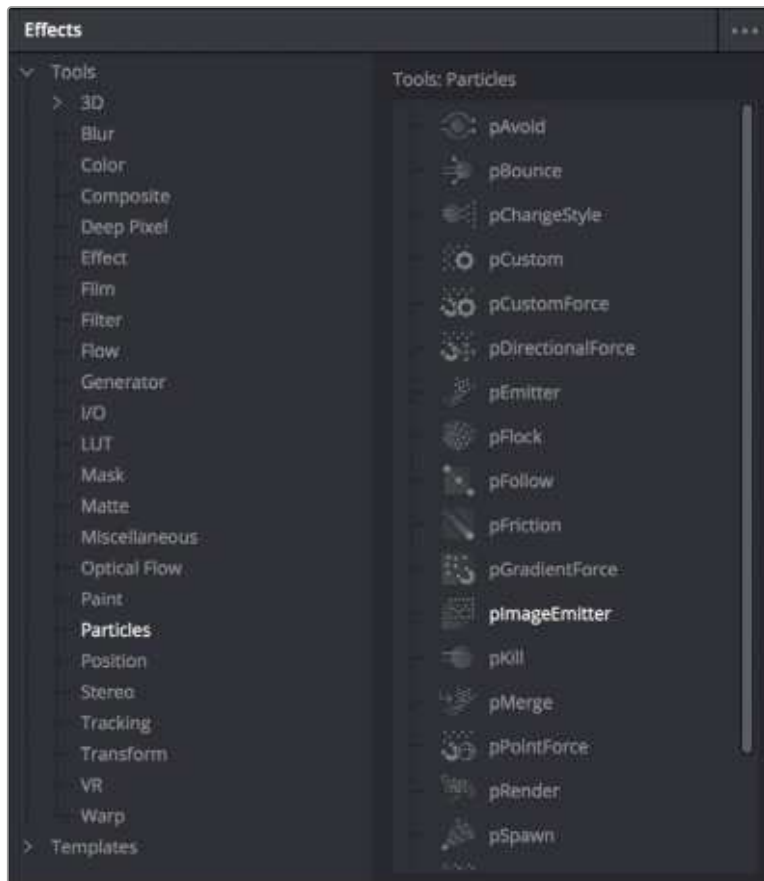 Effects
Tools
3D
Blur
Color
Composite
Deep Pixel
Effect
Film
Filter
Flow
Generator
I/O
LUT
Mask
Matte
Miscellaneous
Optical Flow
Paint
Particles
Position
Stereo
Tracking
Transform
VR
Warp
Templates
Tools: Particles
pAvoid
pBounce
pChangeStyle
pCustom
pCustomForce
pDirectionalForce
pEmitter
pFlock
pFollow
pFriction
pGradientForce
pImageEmitter
pKill
pMerge
pPointForce
pRender
pSpawn